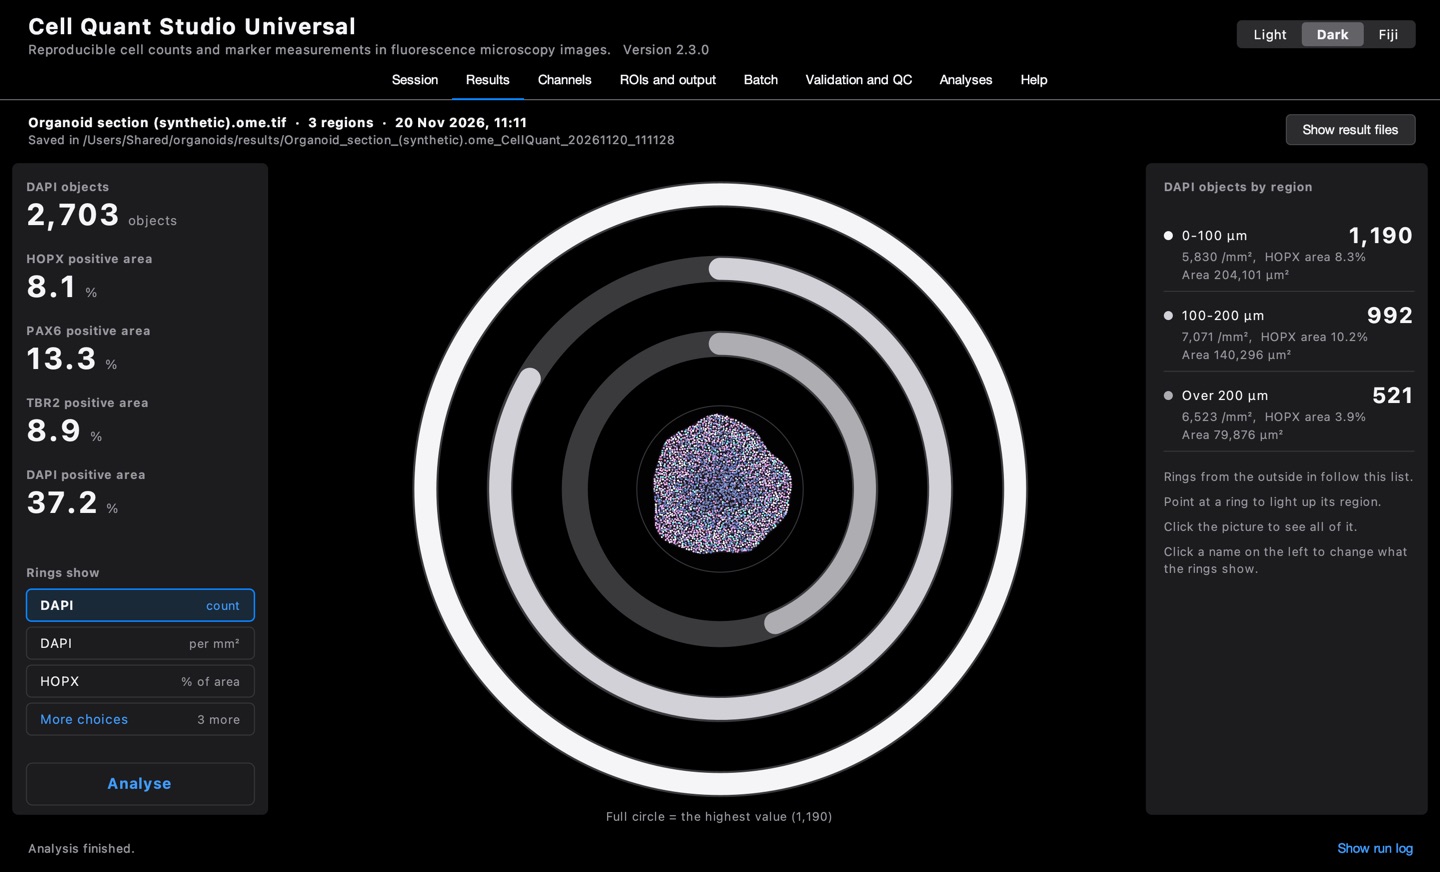 Cell Quant Studio Universal
Reproducible cell counts and marker measurements in fluorescence microscopy images. Version 2.3.0
Light Dark Fiji
Session Results Channels ROIs and output Batch Validation and QC Analyses Help
Organoid section (synthetic).ome.tif · 3 regions · 20 Nov 2026, 11:11
Saved in /Users/Shared/organoids/results/Organoid_section_(synthetic).ome_CellQuant_20261120_111128
Show result files
DAPI objects
2,703 objects
HOPX positive area
8.1 %
PAX6 positive area
13.3 %
TBR2 positive area
8.9 %
DAPI positive area
37.2 %
Rings show
DAPI count
DAPI per mm²
HOPX % of area
More choices 3 more
Analyse
Full circle = the highest value (1,190)
DAPI objects by region
0-100 µm 1,190
5,830 /mm², HOPX area 8.3%
Area 204,101 µm²
100-200 µm 992
7,071 /mm², HOPX area 10.2%
Area 140,296 µm²
Over 200 µm 521
6,523 /mm², HOPX area 3.9%
Area 79,876 µm²
Rings from the outside in follow this list.
Point at a ring to light up its region.
Click the picture to see all of it.
Click a name on the left to change what
the rings show.
Analysis finished.
Show run log